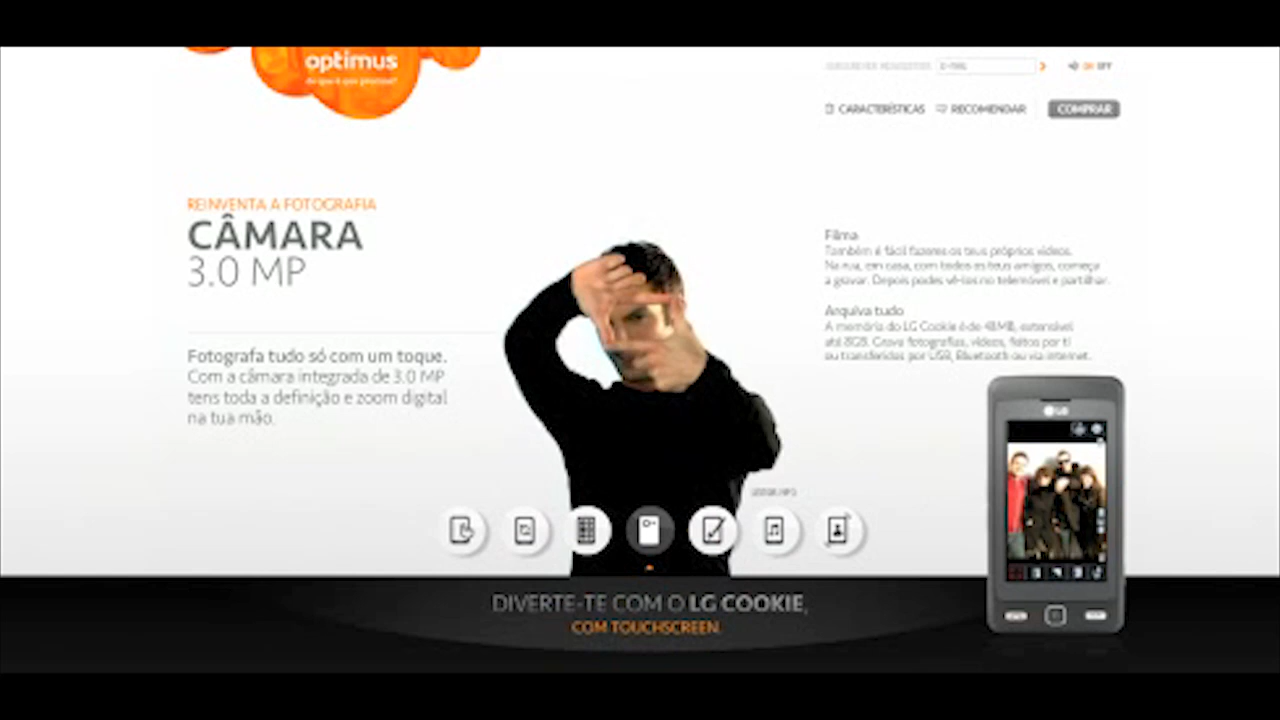 optimus
CARACTERÍSTICAS
RECOMENDAR
COMPRAR
REINVENTA A FOTOGRAFIA
CÂMARA
3.0 MP
Fotografa tudo só com um toque.
Com a câmara integrada de 3.0 MP
tens toda a definição e zoom digital
na tua mão.
Filma
Também é fácil fazeres os teus próprios vídeos.
Na rua, em casa, com todos os teus amigos, começa
a gravar. Depois podes vê-los no telemóvel e partilhar.
Arquiva tudo
A memória do LG Cookie é de 48MB, extensível
até 8GB. Grava fotografias, vídeos, feitos por ti
ou transferidos por USB, Bluetooth ou via internet.
LG
DIVERTE-TE COM O LG COOKIE,
COM TOUCHSCREEN.